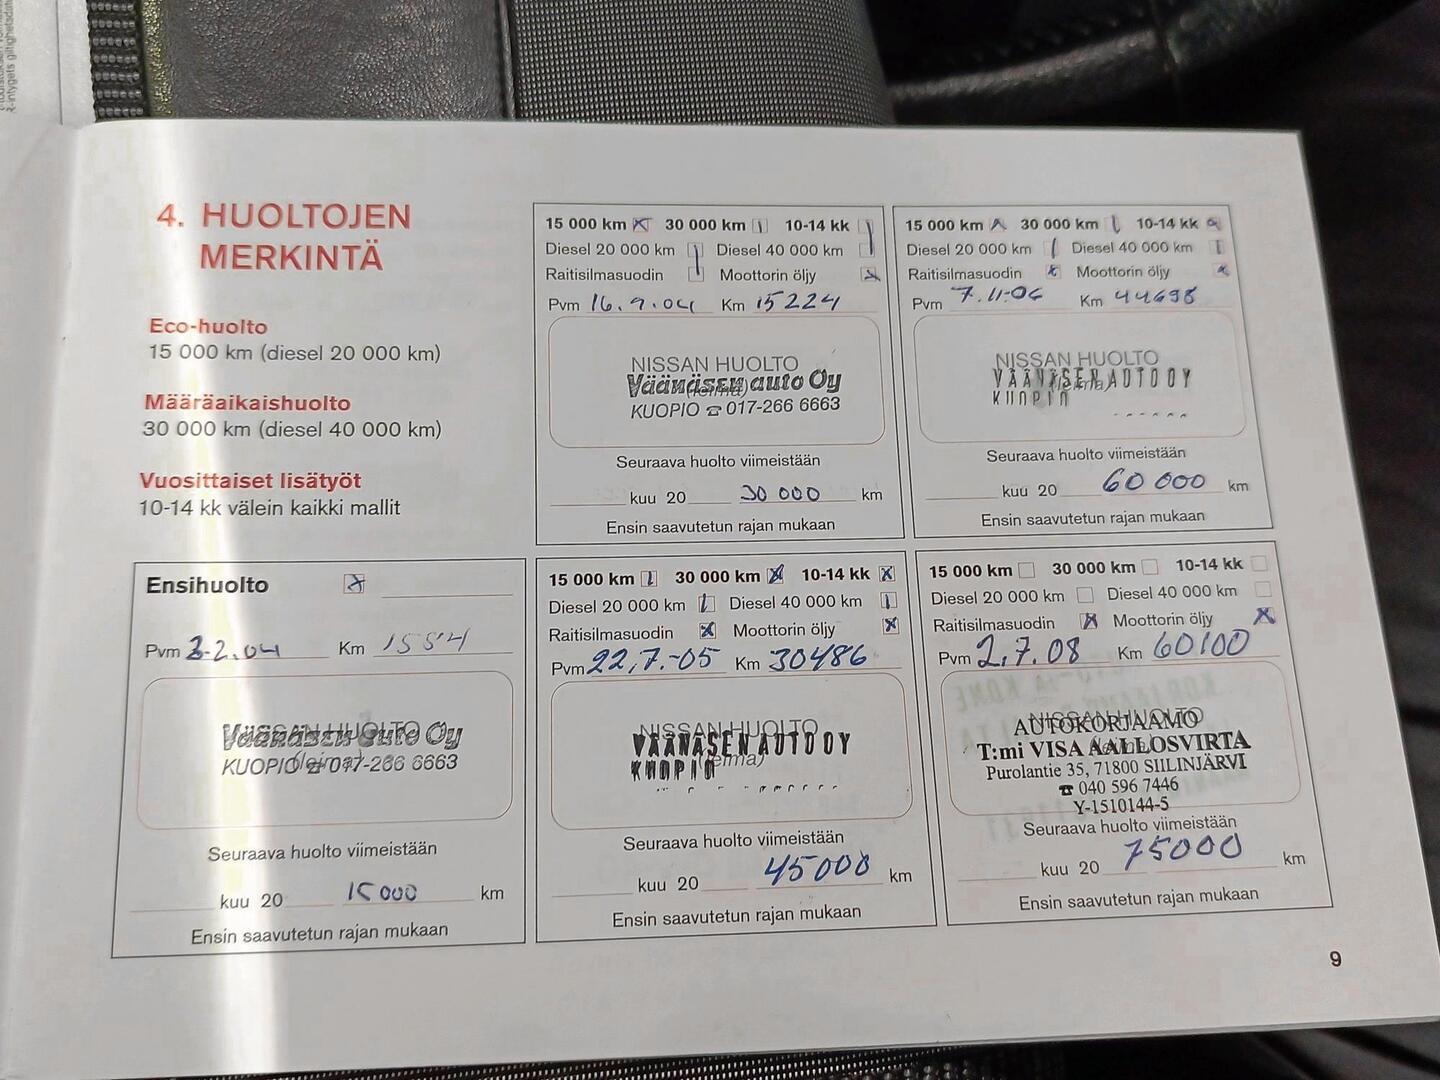 4. HUOLTOJEN
MERKINTÄ
Eco-huolto
15 000 km (diesel 20 000 km)
Määräaikaishuolto
30 000 km (diesel 40 000 km)
Vuosittaiset lisätyöt
10-14 kk välein kaikki mallit
Ensihuolto
Pvm 3.2.04 Km 1554
NISSAN HUOLTO
Väänäsen auto Oy
(leima)
KUOPIO ☎ 017-266 6663
Seuraava huolto viimeistään
kuu 20 15000 km
Ensin saavutetun rajan mukaan
15 000 km 30 000 km 10-14 kk
Diesel 20 000 km Diesel 40 000 km
Raitisilmasuodin Moottorin öljy
Pvm 16.9.04 Km 15224
NISSAN HUOLTO
Väänäsen auto Oy
(leima)
KUOPIO ☎ 017-266 6663
Seuraava huolto viimeistään
kuu 20 30 000 km
Ensin saavutetun rajan mukaan
15 000 km 30 000 km 10-14 kk
Diesel 20 000 km Diesel 40 000 km
Raitisilmasuodin Moottorin öljy
Pvm 22,7.-05 Km 30486
NISSAN HUOLTO
VÄÄNÄSEN AUTO OY
(leima)
KUOPIO
Seuraava huolto viimeistään
kuu 20 45000 km
Ensin saavutetun rajan mukaan
15 000 km 30 000 km 10-14 kk
Diesel 20 000 km Diesel 40 000 km
Raitisilmasuodin Moottorin öljy
Pvm 7.11-06 Km 44698
NISSAN HUOLTO
VÄÄNÄSEN AUTO OY
(leima)
KUOPIO
Seuraava huolto viimeistään
kuu 20 60 000 km
Ensin saavutetun rajan mukaan
15 000 km 30 000 km 10-14 kk
Diesel 20 000 km Diesel 40 000 km
Raitisilmasuodin Moottorin öljy
Pvm 2.7.08 Km 60100
NISSAN HUOLTO
AUTOKORJAAMO
T:mi VISA AALLOSVIRTA
Purolantie 35, 71800 SIILINJÄRVI
☎ 040 596 7446
Y-1510144-5
Seuraava huolto viimeistään
kuu 20 75000 km
Ensin saavutetun rajan mukaan
9